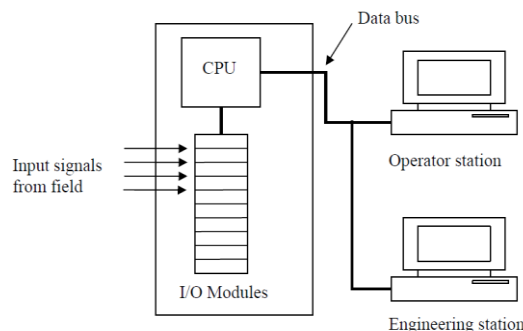 Data bus
CPU
Input signals
from field
Operator station
I/O Modules
Engineering station